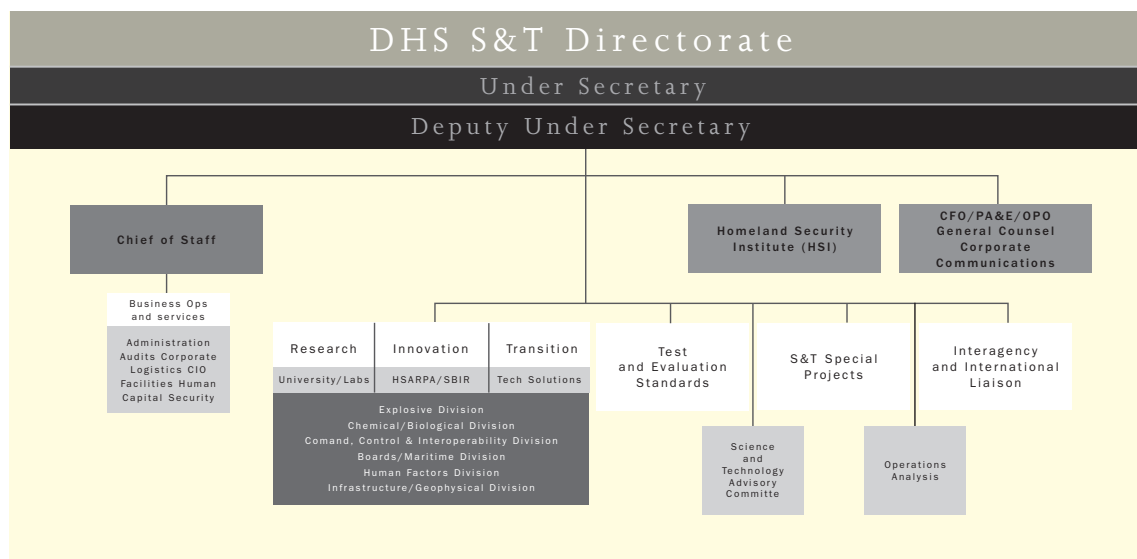 DHS S&T Directorate
Under Secretary
Deputy Under Secretary
Chief of Staff
Homeland Security
Institute (HSI)
CFO/PA&E/OPO
General Counsel
Corporate
Communications
Business Ops
and services
Administration
Audits Corporate
Logistics CIO
Facilities Human
Capital Security
Research
Innovation
Transition
University/Labs
HSARPA/SBIR
Tech Solutions
Explosive Division
Chemical/Biological Division
Comand, Control & Interoperability Division
Boards/Maritime Division
Human Factors Division
Infrastructure/Geophysical Division
Test
and Evaluation
Standards
S&T Special
Projects
Interagency
and International
Liaison
Science
and
Technology
Advisory
Committe
Operations
Analysis